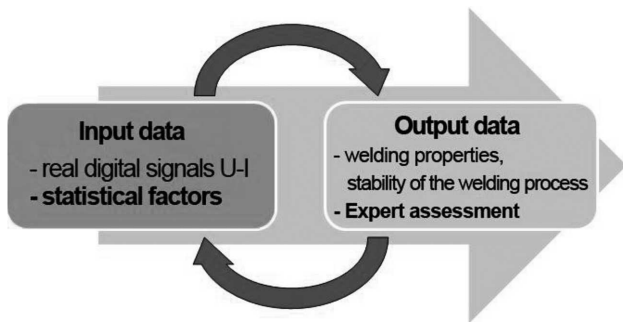 Input data
- real digital signals U-I
- statistical factors
Output data
- welding properties,
stability of the welding process
- Expert assessment